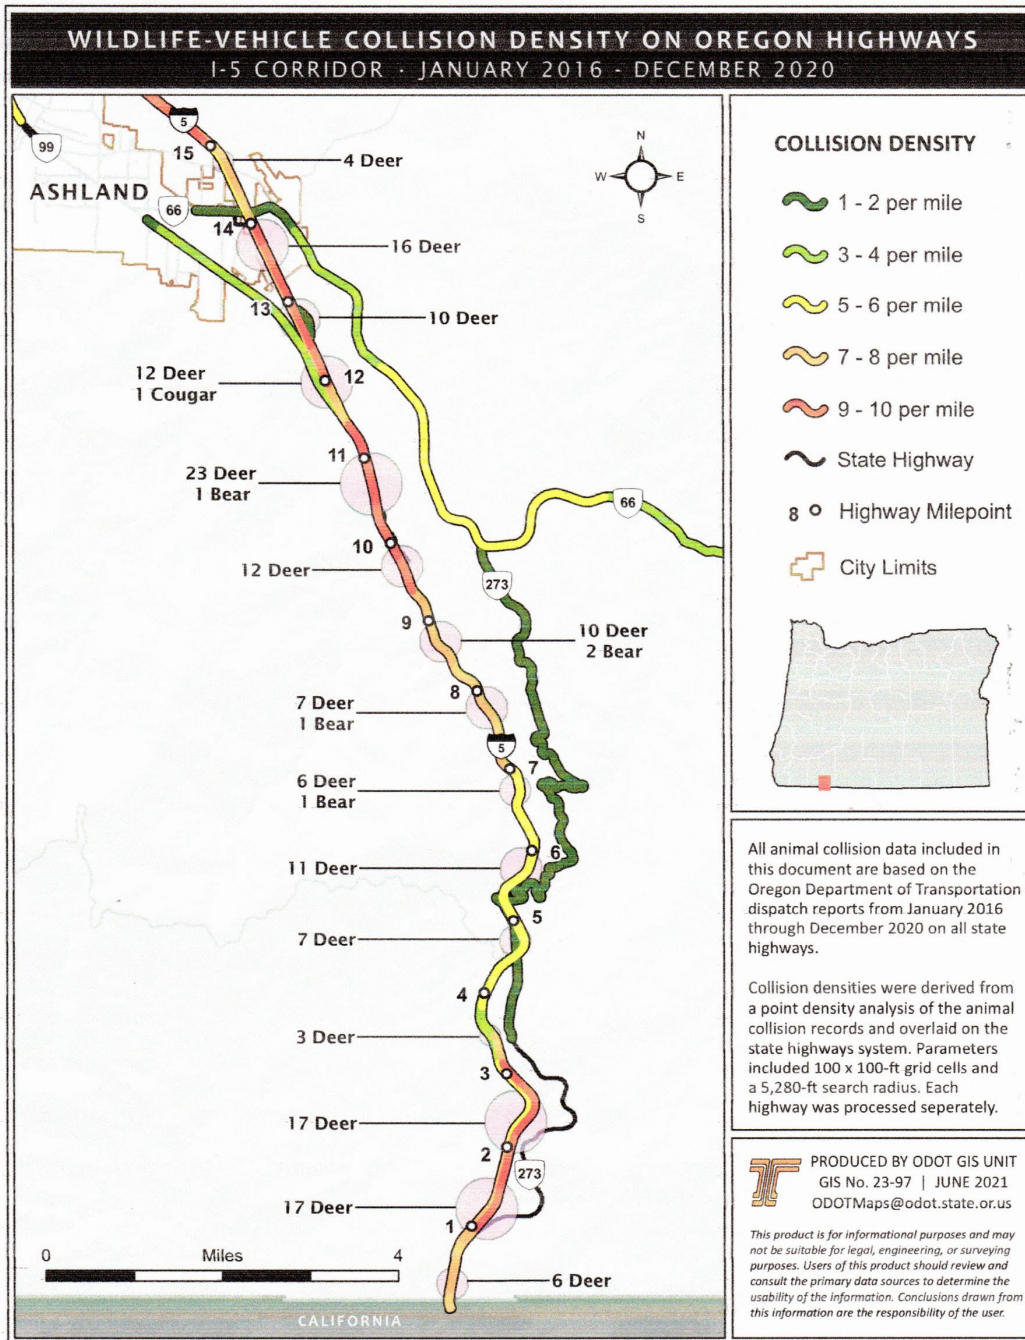 WILDLIFE-VEHICLE COLLISION DENSITY ON OREGON HIGHWAYS
I-5 CORRIDOR · JANUARY 2016 - DECEMBER 2020
5
99
15
4 Deer
ASHLAND
66
14
16 Deer
13
10 Deer
12 Deer
1 Cougar
12
11
23 Deer
1 Bear
66
10
12 Deer
273
9
10 Deer
2 Bear
8
7 Deer
1 Bear
5
7
6 Deer
1 Bear
6
11 Deer
5
7 Deer
4
3 Deer
3
17 Deer
2
273
17 Deer
1
0 Miles 4
6 Deer
CALIFORNIA
N
W E
S
COLLISION DENSITY
1 - 2 per mile
3 - 4 per mile
5 - 6 per mile
7 - 8 per mile
9 - 10 per mile
State Highway
8 Highway Milepoint
City Limits
All animal collision data included in
this document are based on the
Oregon Department of Transportation
dispatch reports from January 2016
through December 2020 on all state
highways.
Collision densities were derived from
a point density analysis of the animal
collision records and overlaid on the
state highways system. Parameters
included 100 x 100-ft grid cells and
a 5,280-ft search radius. Each
highway was processed seperately.
PRODUCED BY ODOT GIS UNIT
GIS No. 23-97 | JUNE 2021
ODOTMaps@odot.state.or.us
This product is for informational purposes and may
not be suitable for legal, engineering, or surveying
purposes. Users of this product should review and
consult the primary data sources to determine the
usability of the information. Conclusions drawn from
this information are the responsibility of the user.